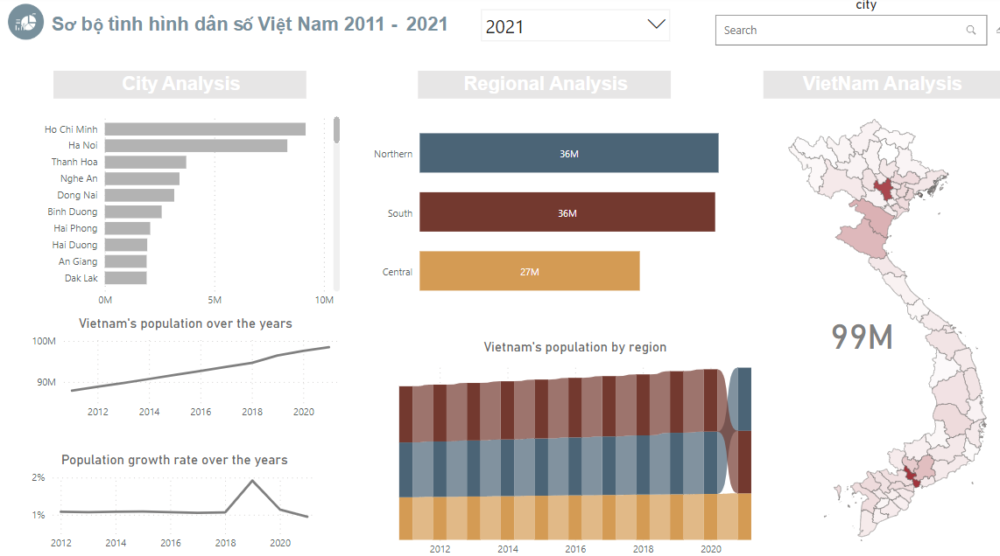 Sơ bộ tình hình dân số Việt Nam 2011 - 2021
2021
city
Search
City Analysis
Regional Analysis
VietNam Analysis
Ho Chi Minh
Ha Noi
Thanh Hoa
Nghe An
Dong Nai
Binh Duong
Hai Phong
Hai Duong
An Giang
Dak Lak
0M 5M 10M
Northern 36M
South 36M
Central 27M
99M
Vietnam's population over the years
100M
90M
2012 2014 2016 2018 2020
Vietnam's population by region
2012 2014 2016 2018 2020
Population growth rate over the years
2%
1%
2012 2014 2016 2018 2020